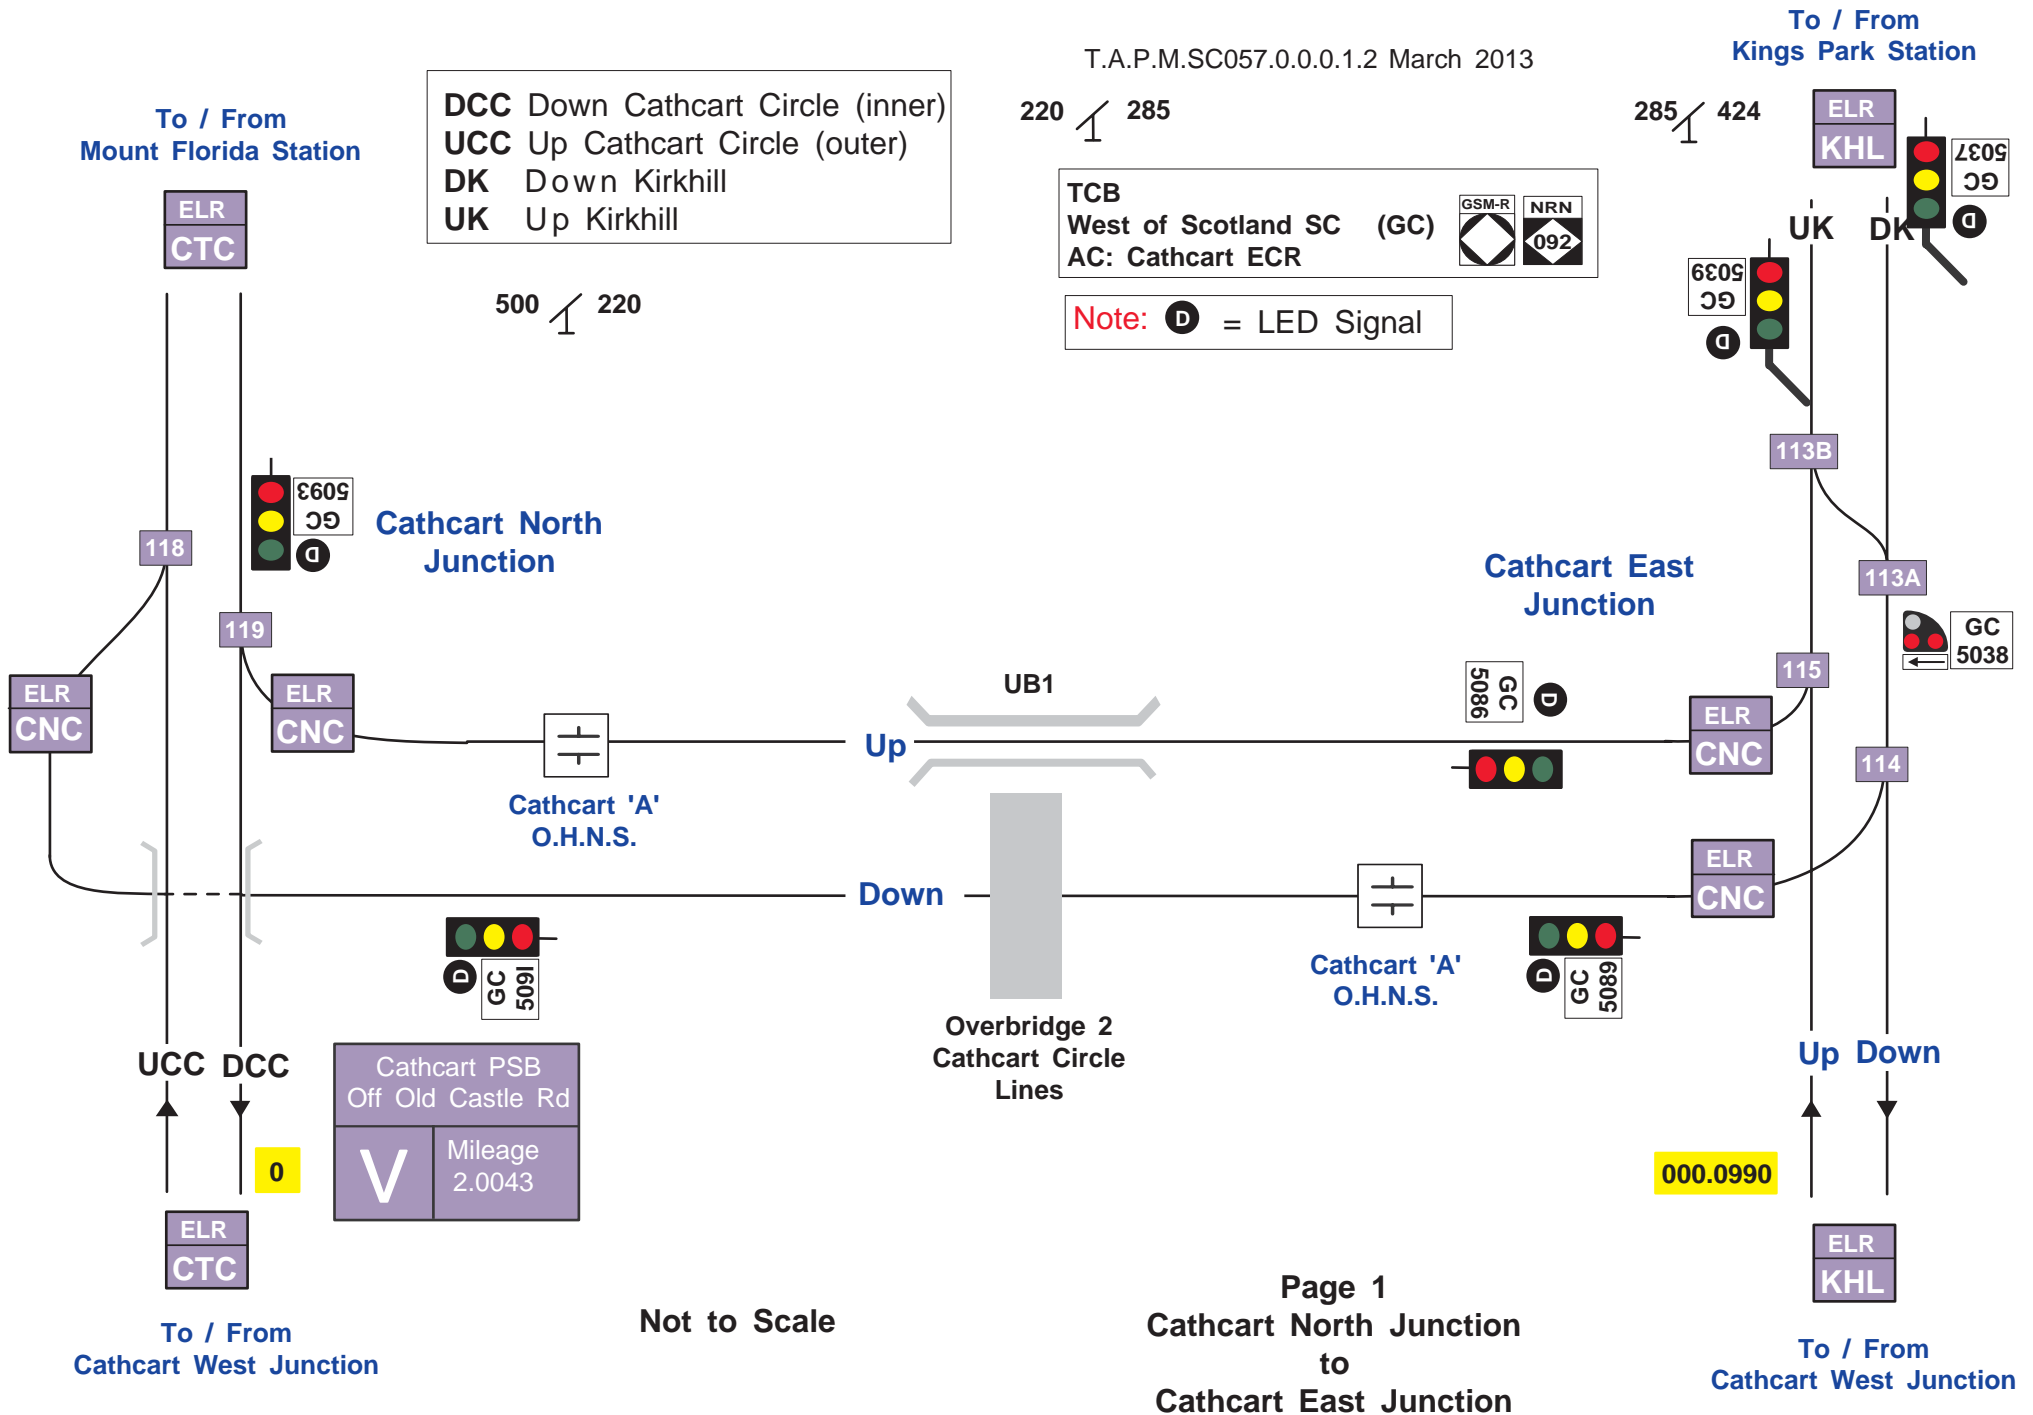 To / From
Kings Park Station
T.A.P.M.SC057.0.0.0.1.2 March 2013
To / From
Mount Florida Station
DCC Down Cathcart Circle (inner)
UCC Up Cathcart Circle (outer)
DK Down Kirkhill
UK Up Kirkhill
220 285
285 424
ELR
KHL
GC
5037
D
ELR
CTC
TCB
West of Scotland SC (GC)
AC: Cathcart ECR
GSM-R
NRN
092
UK DK
GC
5039
D
500 220
Note: D = LED Signal
113B
GC
5093
D
Cathcart North
Junction
118
Cathcart East
Junction
113A
119
GC
5038
ELR
CNC
ELR
CNC
UB1
GC
5086
D
115
ELR
CNC
Up
114
Cathcart 'A'
O.H.N.S.
Down
ELR
CNC
D
GC
5091
Cathcart 'A'
O.H.N.S.
D
GC
5089
Overbridge 2
Cathcart Circle
Lines
UCC DCC
Cathcart PSB
Off Old Castle Rd
V
Mileage
2.0043
Up Down
0
000.0990
ELR
CTC
ELR
KHL
To / From
Cathcart West Junction
Not to Scale
Page 1
Cathcart North Junction
to
Cathcart East Junction
To / From
Cathcart West Junction